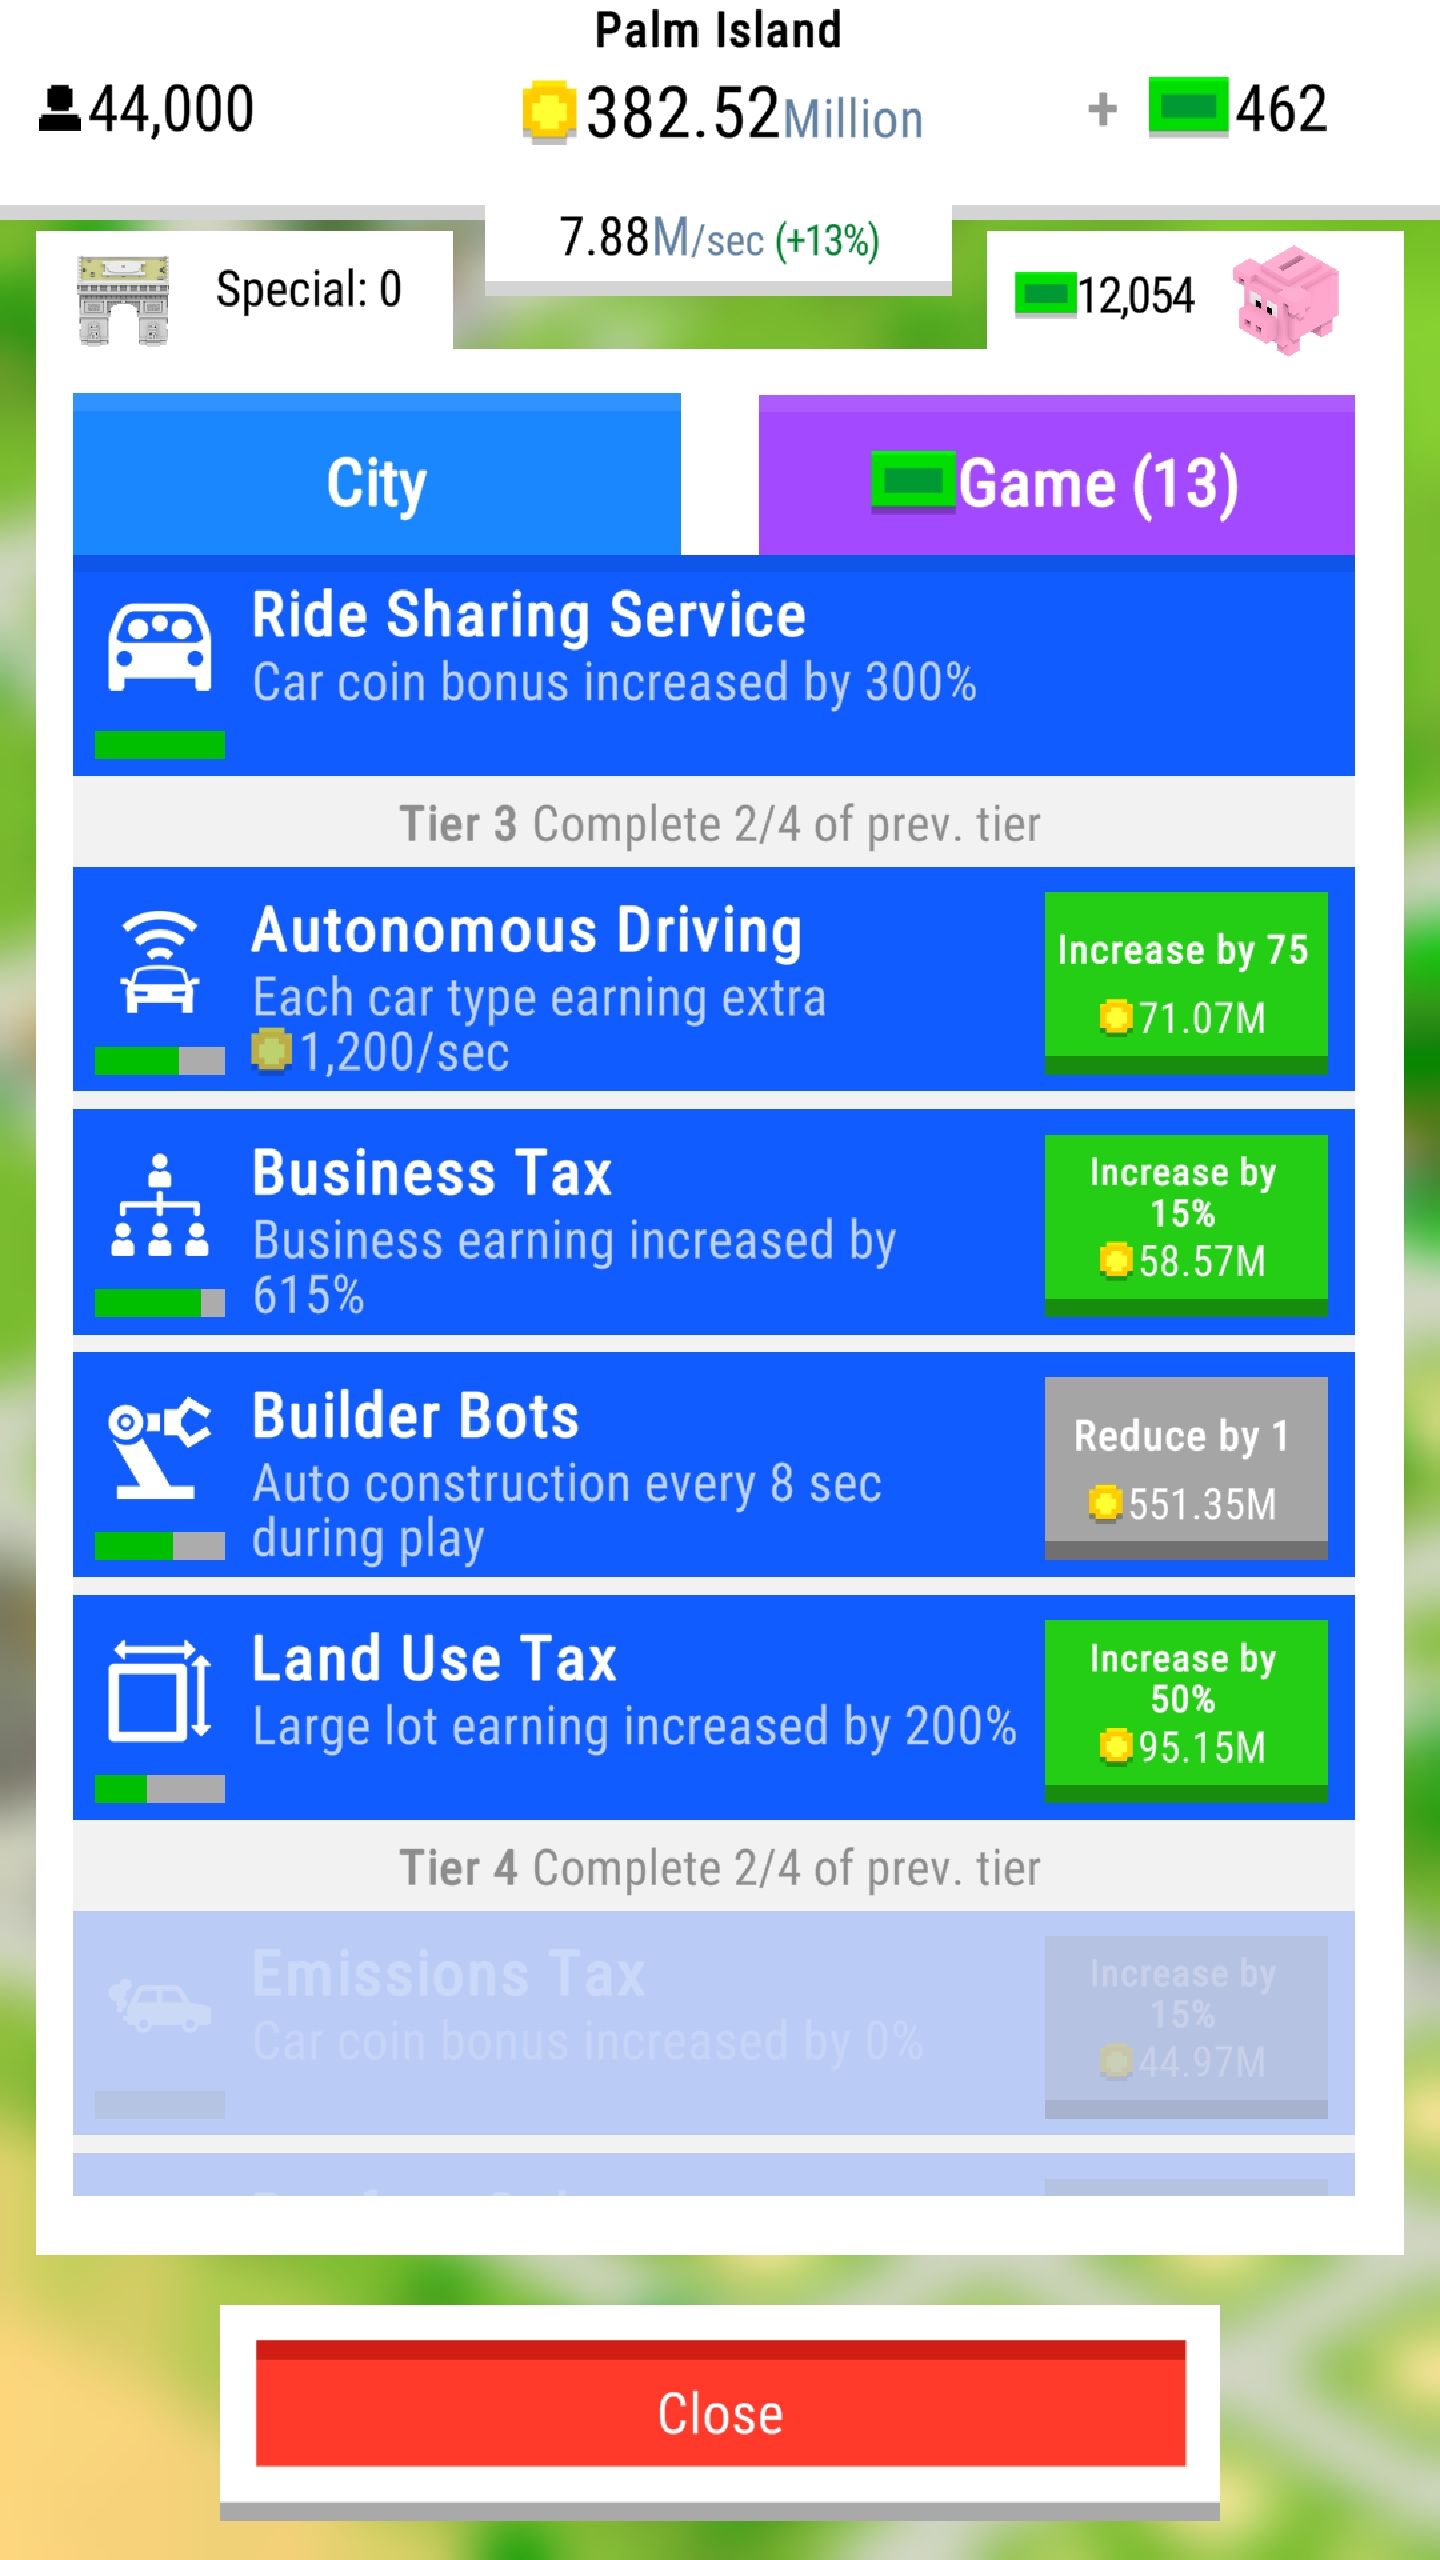 Palm Island
44,000
382.52Million
+ 462
7.88M/sec (+13%)
Special: 0
12,054
City
Game (13)
Ride Sharing Service
Car coin bonus increased by 300%
Tier 3 Complete 2/4 of prev. tier
Autonomous Driving
Each car type earning extra
1,200/sec
Increase by 75
71.07M
Business Tax
Business earning increased by
615%
Increase by
15%
58.57M
Builder Bots
Auto construction every 8 sec
during play
Reduce by 1
551.35M
Land Use Tax
Large lot earning increased by 200%
Increase by
50%
95.15M
Tier 4 Complete 2/4 of prev. tier
Emissions Tax
Car coin bonus increased by 0%
Increase by
15%
44.97M
Close